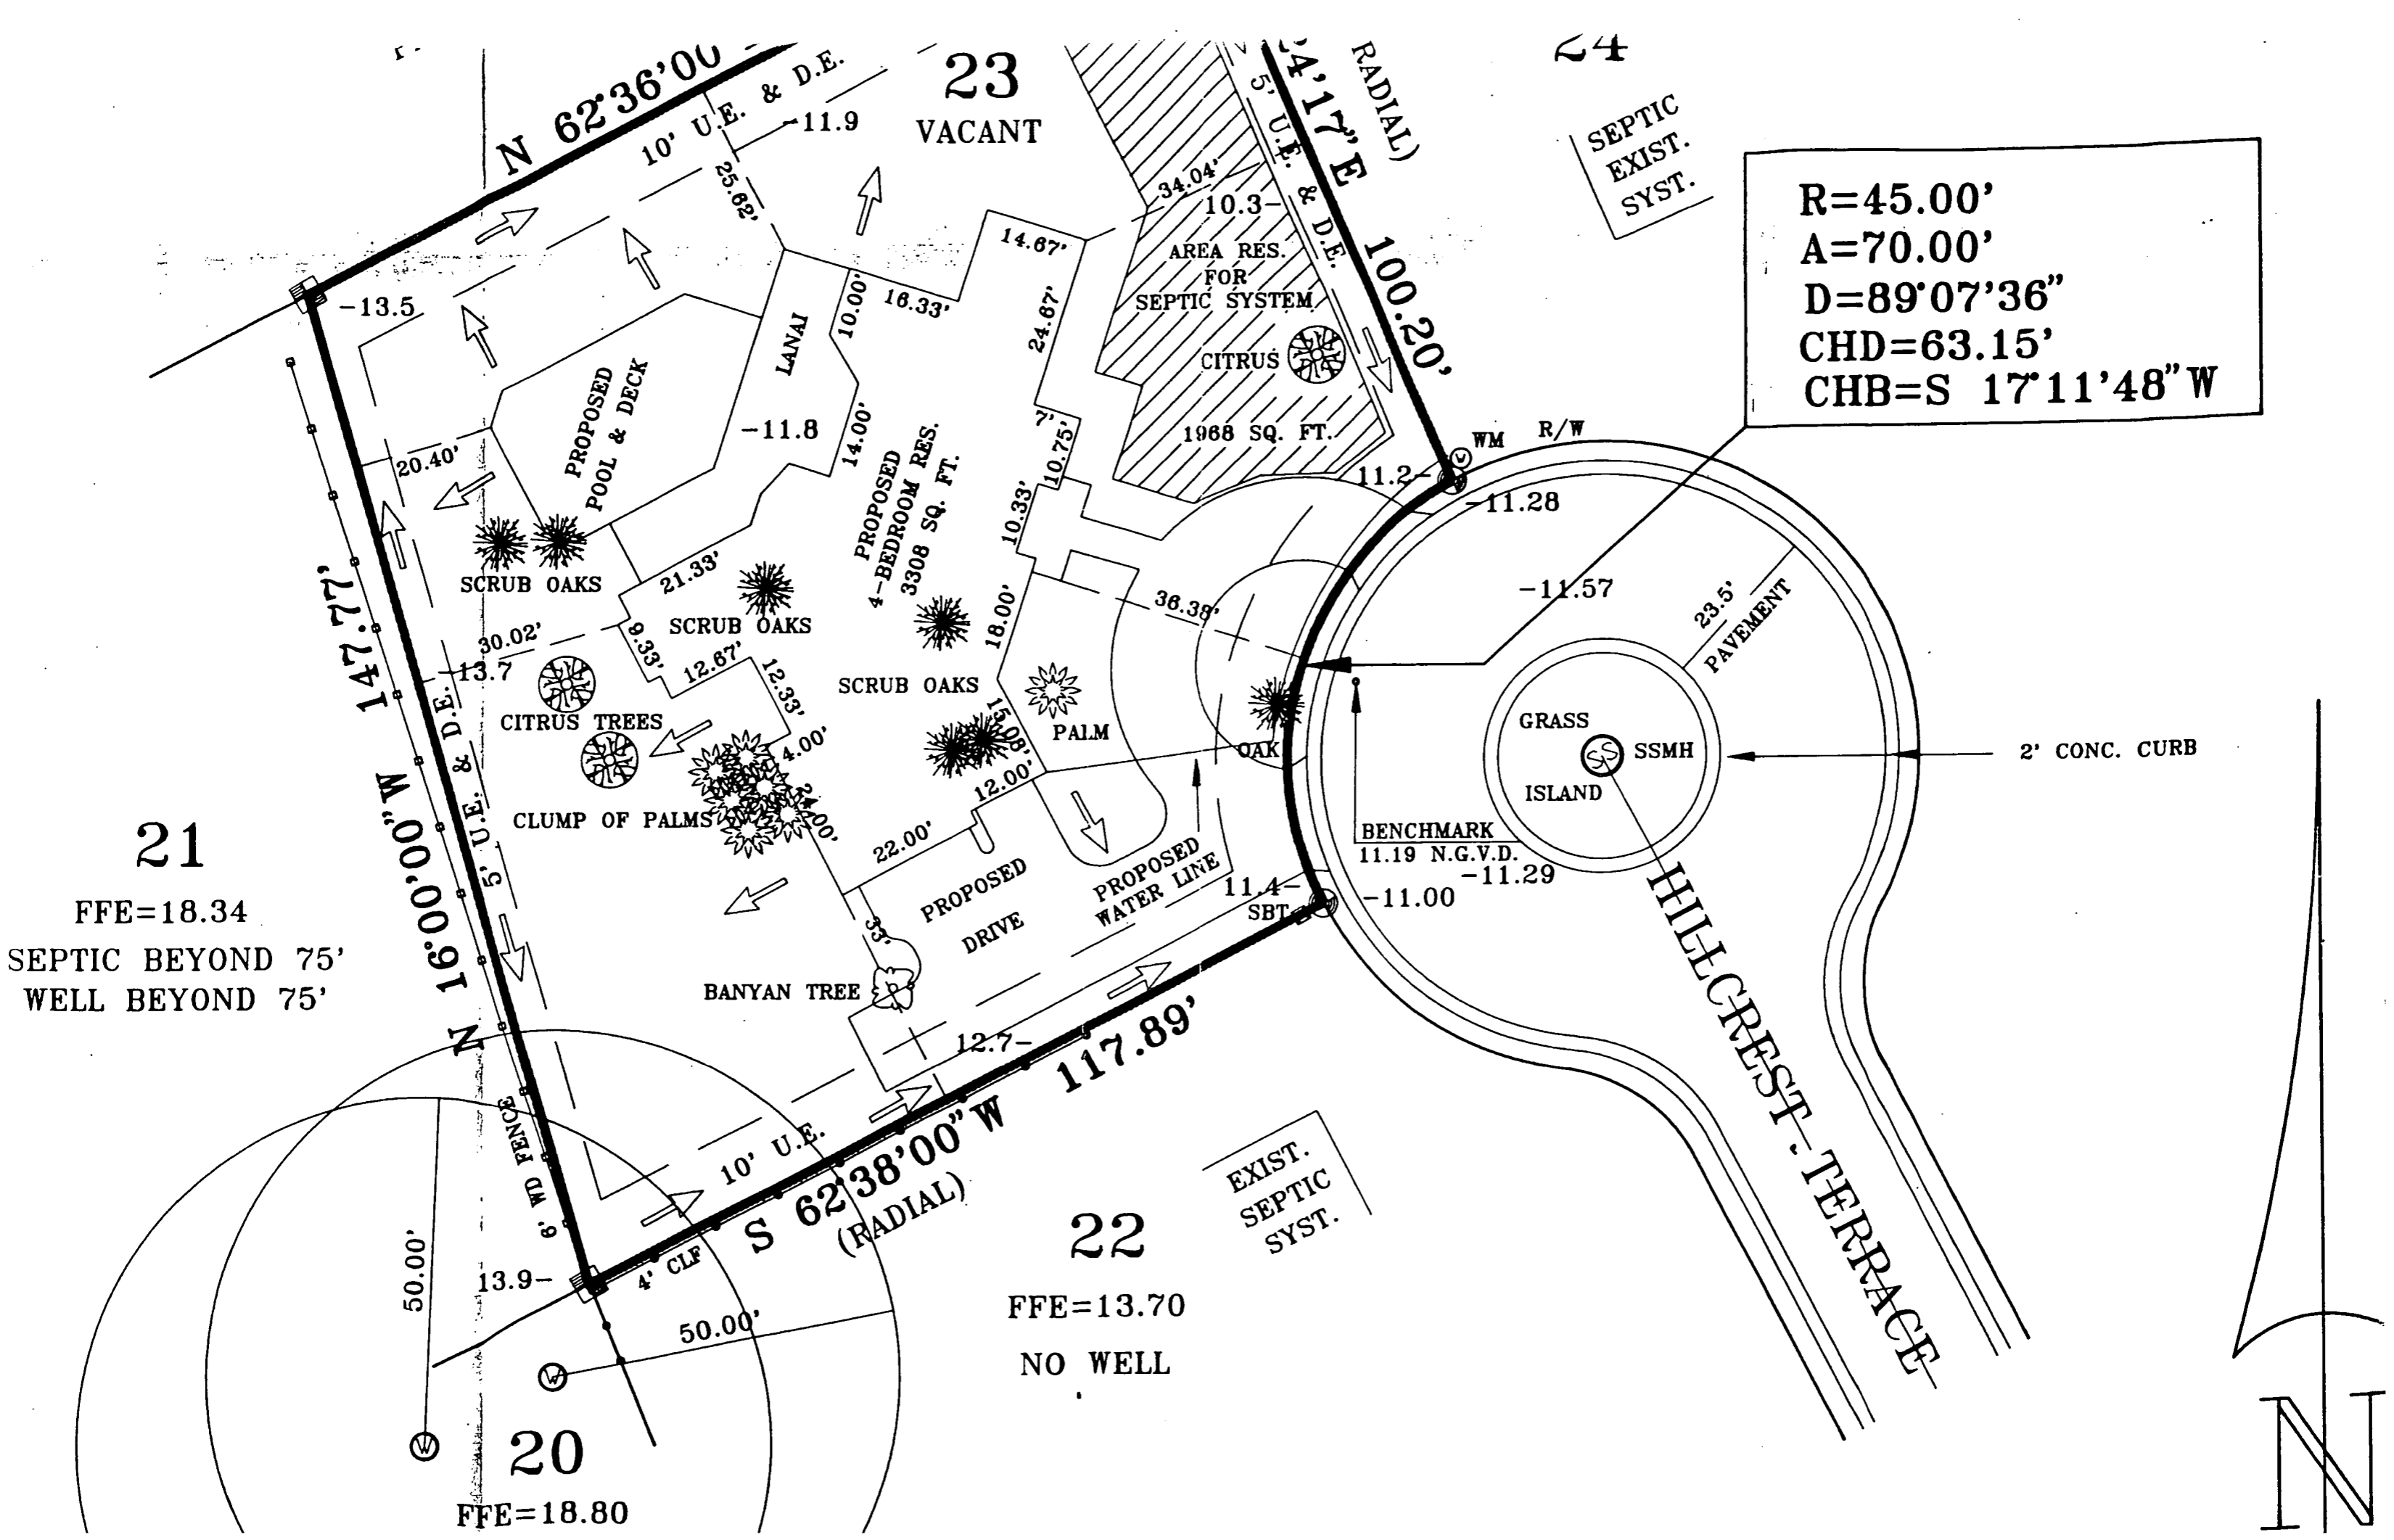 24
23
VACANT
N 62°36'00
10' U.E. & D.E.
-11.9
25.62'
4'17"E 100.20'
RADIAL)
5' U.E. & D.E.
SEPTIC
EXIST.
SYST.
R=45.00'
A=70.00'
D=89°07'36"
CHD=63.15'
CHB=S 17°11'48"W
34.04'
10.3-
14.67'
AREA RES.
FOR
SEPTIC SYSTEM
-13.5
16.33'
10.00'
LANAI
24.67'
CITRUS
PROPOSED
POOL & DECK
-11.8
14.00'
7'
10.75'
1968 SQ. FT.
WM
R/W
20.40'
PROPOSED
4-BEDROOM RES.
3308 SQ. FT.
11.2-
-11.28
10.33'
SCRUB OAKS
21.33'
147.77'
-11.57
23.5'
PAVEMENT
36.38'
18.00'
SCRUB OAKS
30.02'
9.33'
12.67'
12.33'
-13.7
SCRUB OAKS
CITRUS TREES
15.08'
PALM
OAK
GRASS
SS
SSMH
ISLAND
2' CONC. CURB
4.00'
12.00'
CLUMP OF PALMS
24.00'
22.00'
BENCHMARK
11.19 N.G.V.D.
-11.29
21
FFE=18.34
SEPTIC BEYOND 75'
WELL BEYOND 75'
N 16°00'00" W
5' U.E. & D.E.
PROPOSED
DRIVE
PROPOSED
WATER LINE
11.4-
SBT
-11.00
33'
BANYAN TREE
HILLCREST-TERRACE
12.7-
117.89'
6' WD FENCE
10' U.E.
S 62°38'00"W
(RADIAL)
EXIST.
SEPTIC
SYST.
22
FFE=13.70
NO WELL
4' CLF
13.9-
50.00'
50.00'
W
W
W
20
FFE=18.80
N